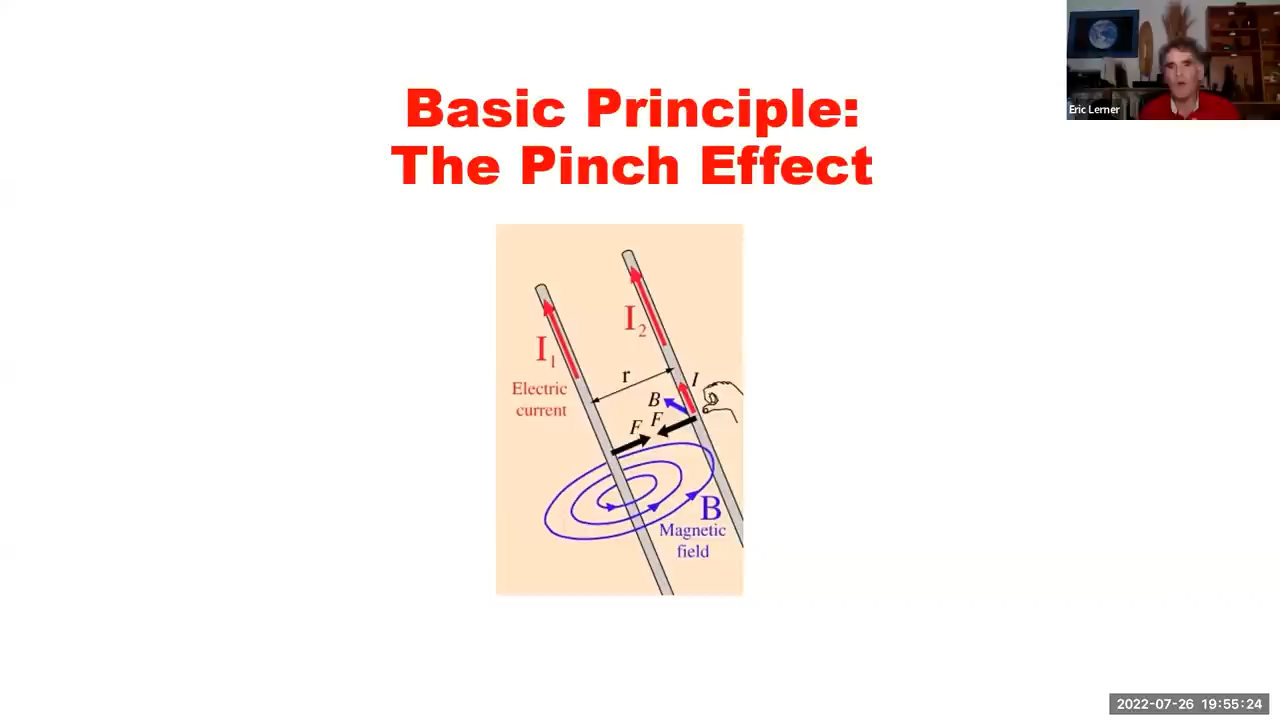 Eric Lerner
Basic Principle:
The Pinch Effect
I2
I1
r
I
Electric
current
B
F
F
B
Magnetic
field
2022-07-26 19:55:24